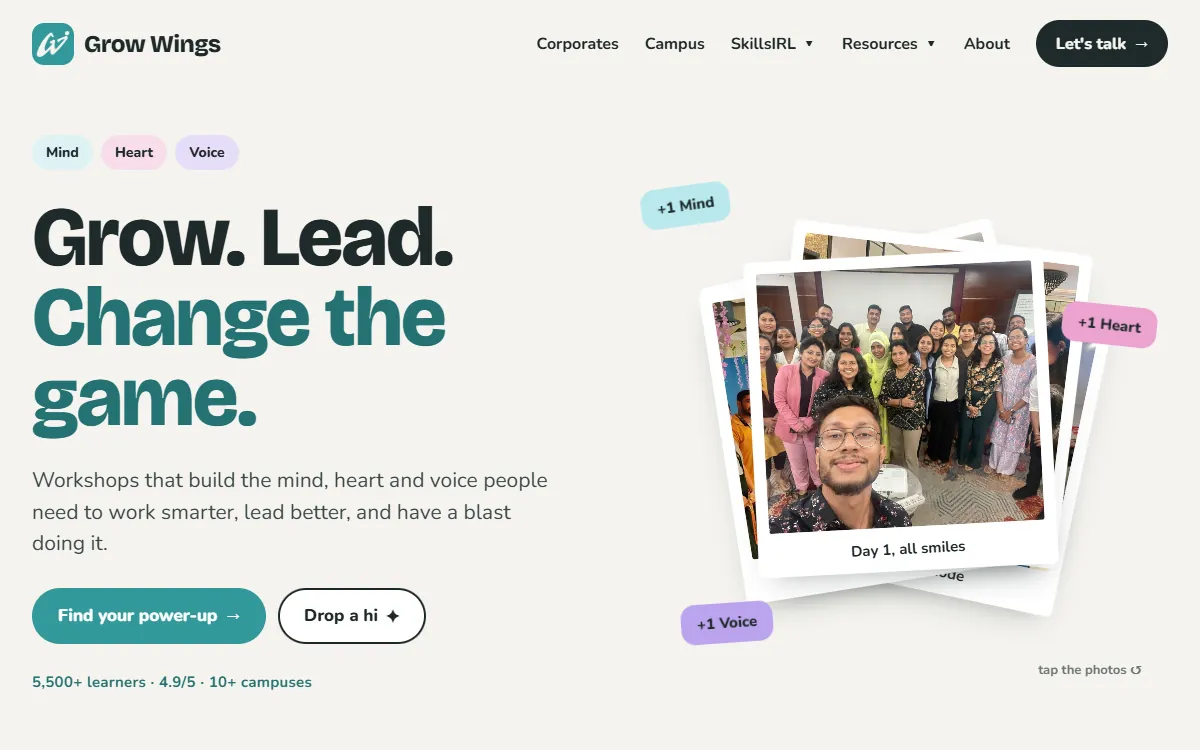 Grow Wings
Corporates
Campus
SkillsIRL ▼
Resources ▼
About
Let's talk →
Mind
Heart
Voice
Grow. Lead.
Change the
game.
Workshops that build the mind, heart and voice people
need to work smarter, lead better, and have a blast
doing it.
Find your power-up →
Drop a hi ✦
5,500+ learners · 4.9/5 · 10+ campuses
+1 Mind
+1 Heart
Day 1, all smiles
+1 Voice
tap the photos ↺